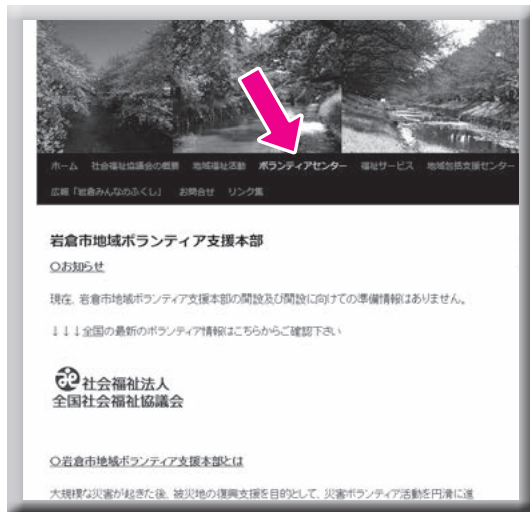 ホーム 社会福祉協議会の概要 地域福祉活動 ボランティアセンター 福祉サービス 地域包括支援センター
広報「岩倉みんなのふくし」 お問合せ リンク集
岩倉市地域ボランティア支援本部
○お知らせ
現在、岩倉市地域ボランティア支援本部の開設及び開設に向けての準備情報はありません。
↓↓↓全国の最新のボランティア情報はこちらからご確認下さい
社会福祉法人
全国社会福祉協議会
○岩倉市地域ボランティア支援本部とは
大規模な災害が起きた後、被災地の復興支援を目的として、災害ボランティア活動を円滑に進